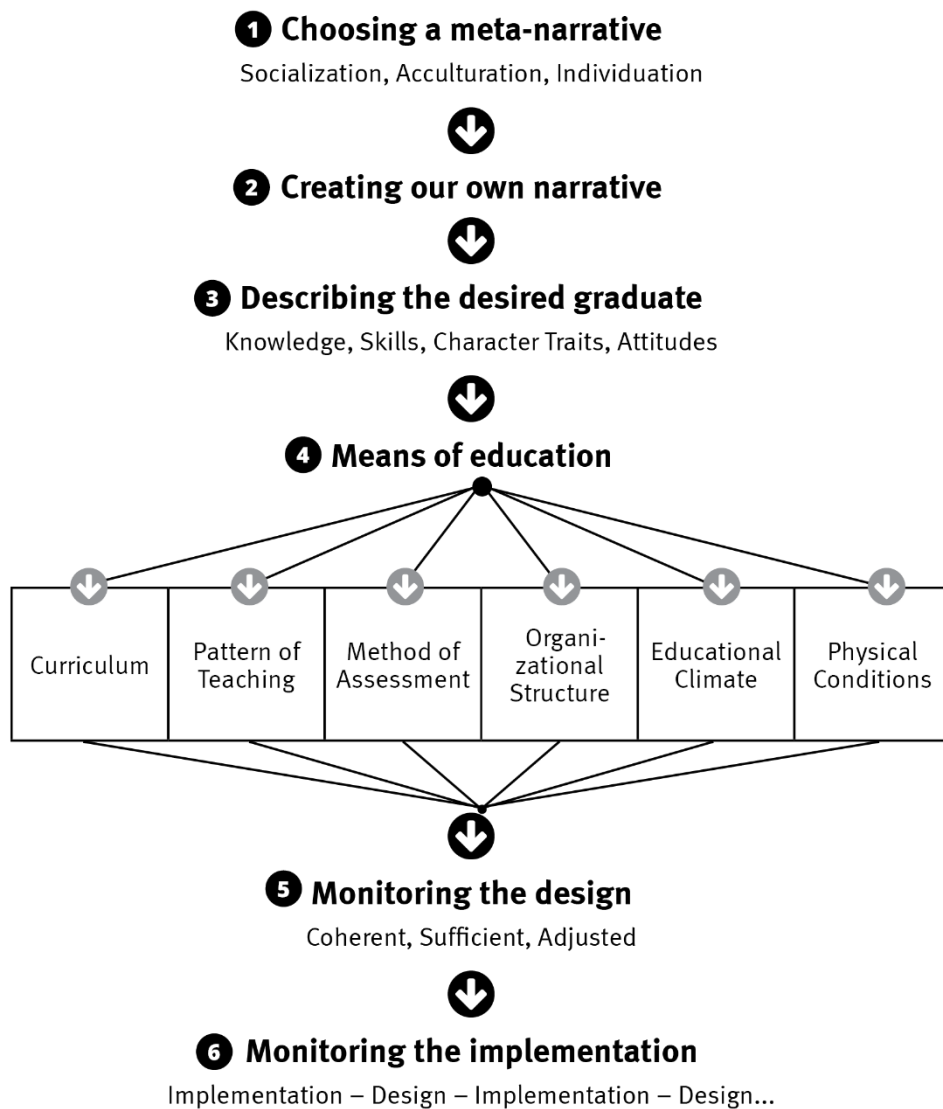 1 Choosing a meta-narrative
Socialization, Acculturation, Individuation
2 Creating our own narrative
3 Describing the desired graduate
Knowledge, Skills, Character Traits, Attitudes
4 Means of education
Curriculum
Pattern of
Teaching
Method of
Assessment
Organi-
zational
Structure
Educational
Climate
Physical
Conditions
5 Monitoring the design
Coherent, Sufficient, Adjusted
6 Monitoring the implementation
Implementation – Design – Implementation – Design...